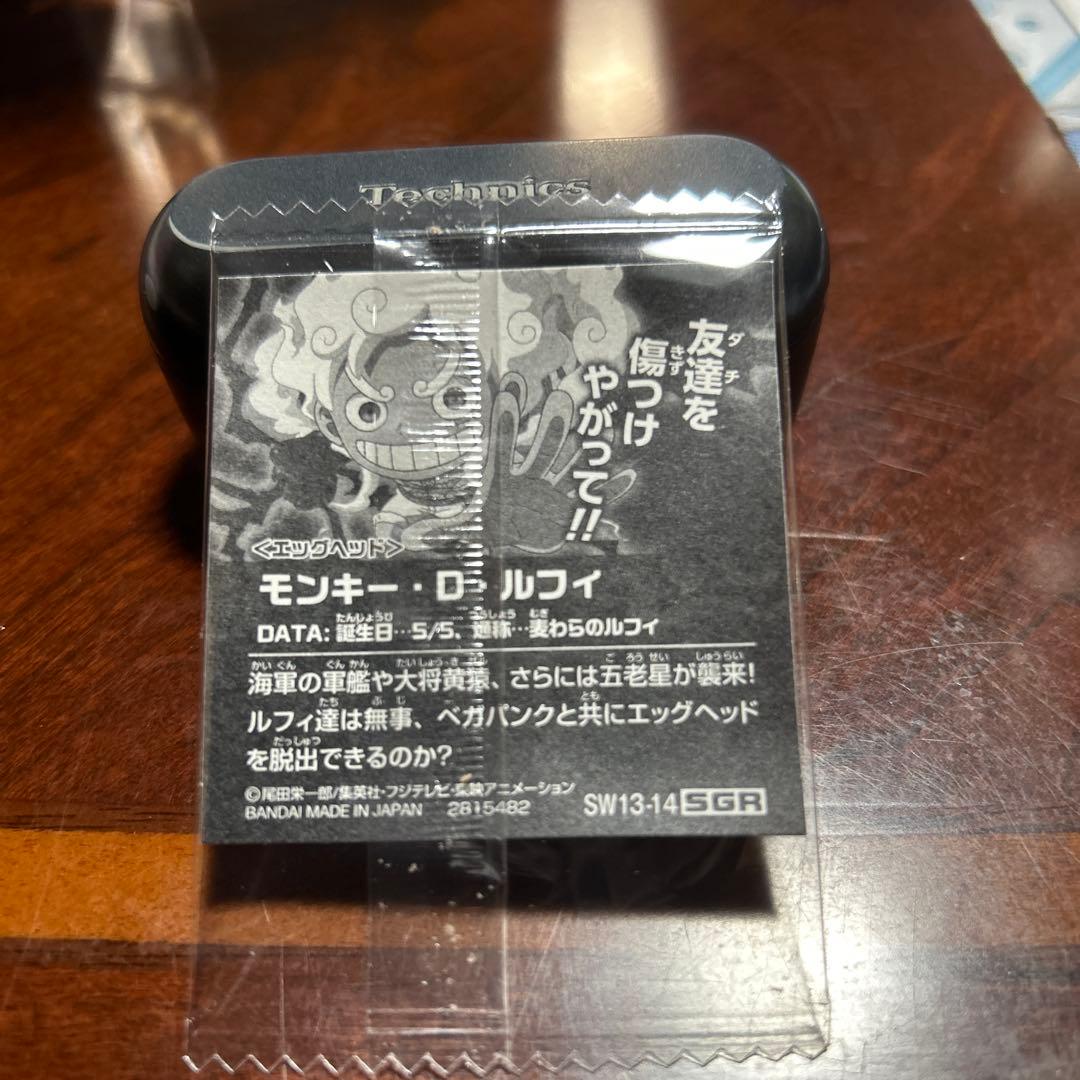 Technics
友達を
傷つけ
やがって!!
<エッグヘッド>
モンキー・D・ルフィ
DATA: 誕生日…5/5、通称…麦わらのルフィ
海軍の軍艦や大将黄猿、さらには五老星が襲来!
ルフィ達は無事、ベガパンクと共にエッグヘッド
を脱出できるのか?
©尾田栄一郎/集英社・フジテレビ・東映アニメーション
BANDAI MADE IN JAPAN 2815482
SW13-14 SGR